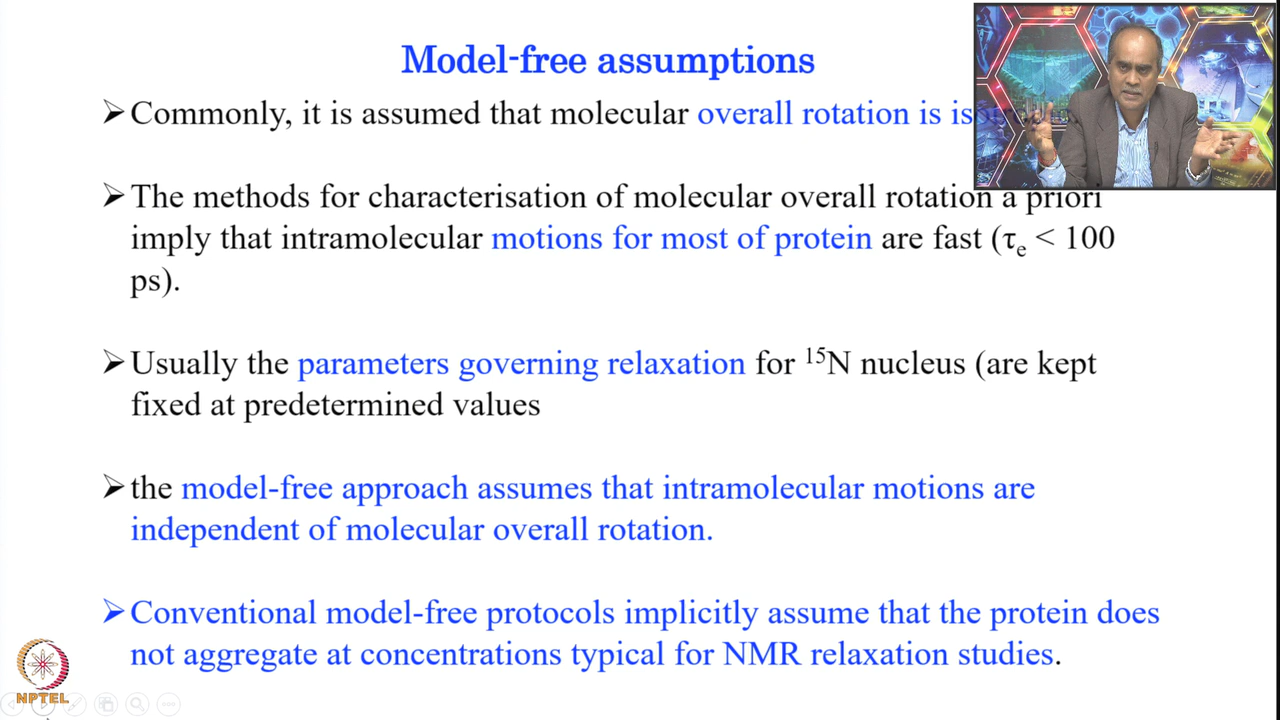 Model-free assumptions
➢Commonly, it is assumed that molecular overall rotation is
➢The methods for characterisation of molecular overall rotation a priori
imply that intramolecular motions for most of protein are fast (τₑ < 100
ps).
➢Usually the parameters governing relaxation for ¹⁵N nucleus (are kept
fixed at predetermined values
➢the model-free approach assumes that intramolecular motions are
independent of molecular overall rotation.
➢Conventional model-free protocols implicitly assume that the protein does
not aggregate at concentrations typical for NMR relaxation studies.
NPTEL